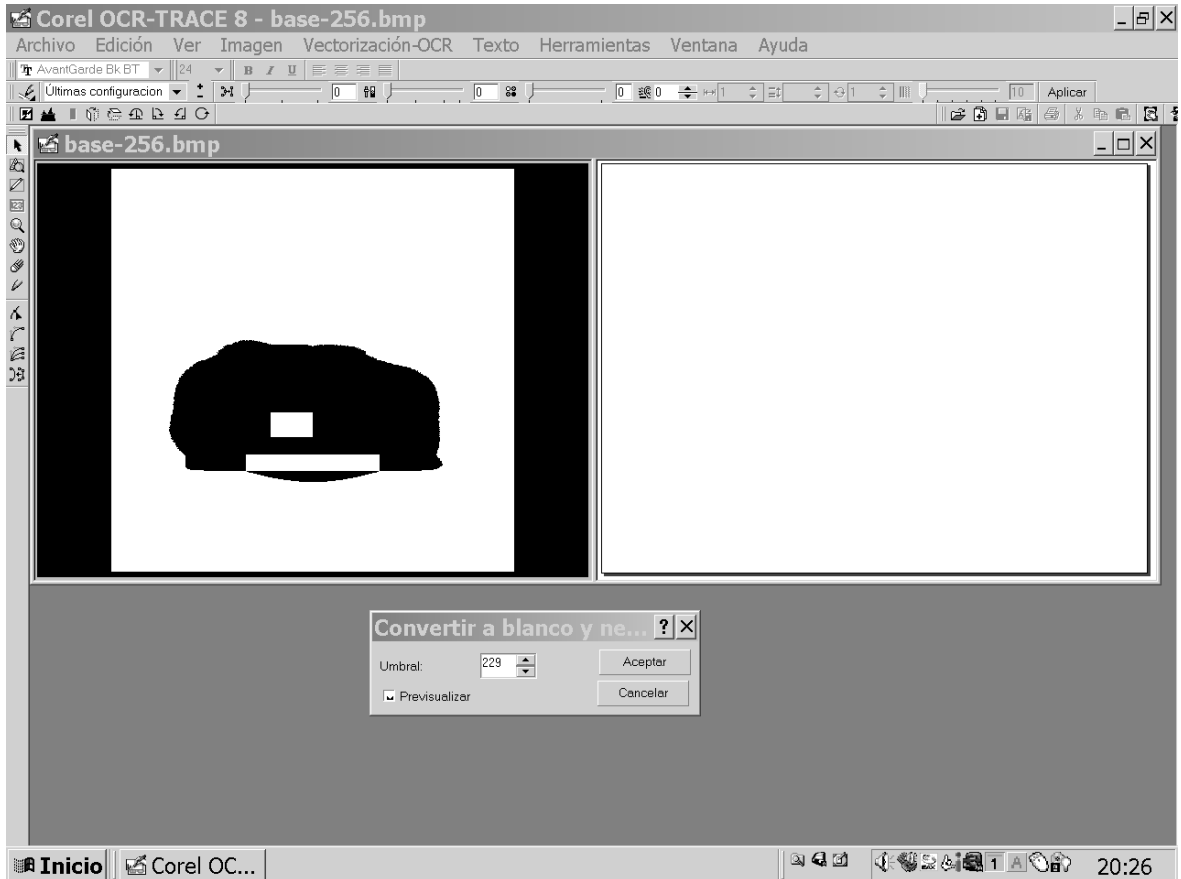 Corel OCR-TRACE 8 - base-256.bmp
Archivo Edición Ver Imagen Vectorización-OCR Texto Herramientas Ventana Ayuda
AvantGarde Bk BT 24 B I U
Últimas configuracion 0 0 0 0 1 1 10 Aplicar
base-256.bmp
Convertir a blanco y ne...
Umbral: 229 Aceptar
Previsualizar Cancelar
Inicio Corel OC... 1 A 20:26